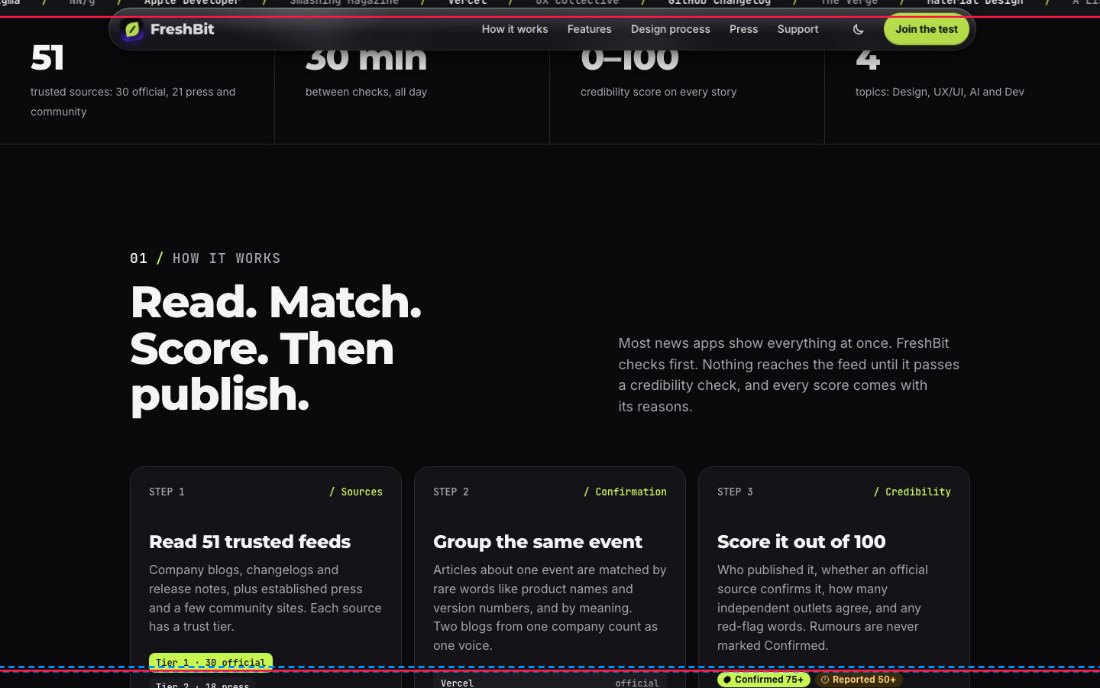 NN/g / Apple Developer / Smashing Magazine / Vercel / UX Collective / GitHub Changelog / The Verge / Material Design /
FreshBit How it works Features Design process Press Support Join the test
51 30 min 0–100 4
trusted sources: 30 official, 21 press and between checks, all day credibility score on every story topics: Design, UX/UI, AI and Dev
community
01 / HOW IT WORKS
Read. Match.
Score. Then
publish.
Most news apps show everything at once. FreshBit
checks first. Nothing reaches the feed until it passes
a credibility check, and every score comes with
its reasons.
STEP 1 / Sources
Read 51 trusted feeds
Company blogs, changelogs and
release notes, plus established press
and a few community sites. Each source
has a trust tier.
Tier 1 · 30 official
Tier 2 · 18 press
STEP 2 / Confirmation
Group the same event
Articles about one event are matched by
rare words like product names and
version numbers, and by meaning.
Two blogs from one company count as
one voice.
Vercel official
STEP 3 / Credibility
Score it out of 100
Who published it, whether an official
source confirms it, how many
independent outlets agree, and any
red-flag words. Rumours are never
marked Confirmed.
Confirmed 75+ Reported 50+